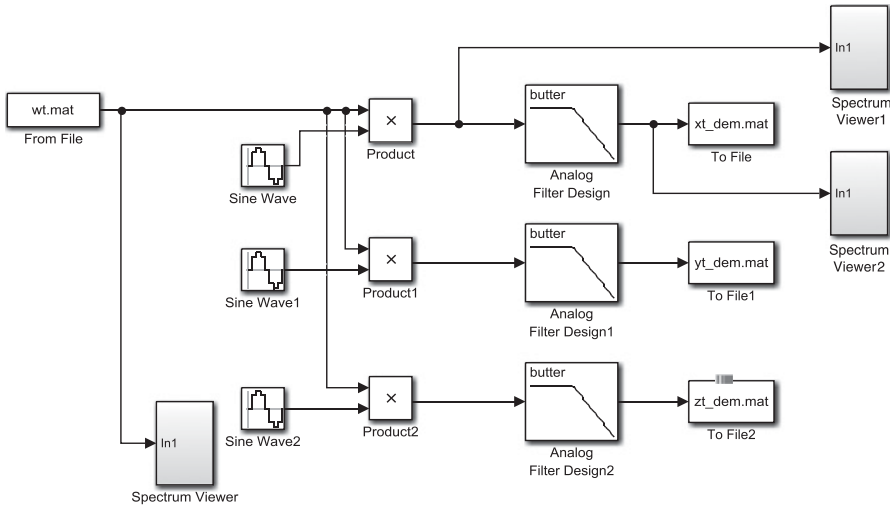 In1
Spectrum
Viewer1
wt.mat
From File
×
Product
Sine Wave
butter
Analog
Filter Design
xt_dem.mat
To File
In1
Spectrum
Viewer2
Sine Wave1
×
Product1
butter
Analog
Filter Design1
yt_dem.mat
To File1
Sine Wave2
×
Product2
butter
Analog
Filter Design2
zt_dem.mat
To File2
In1
Spectrum Viewer